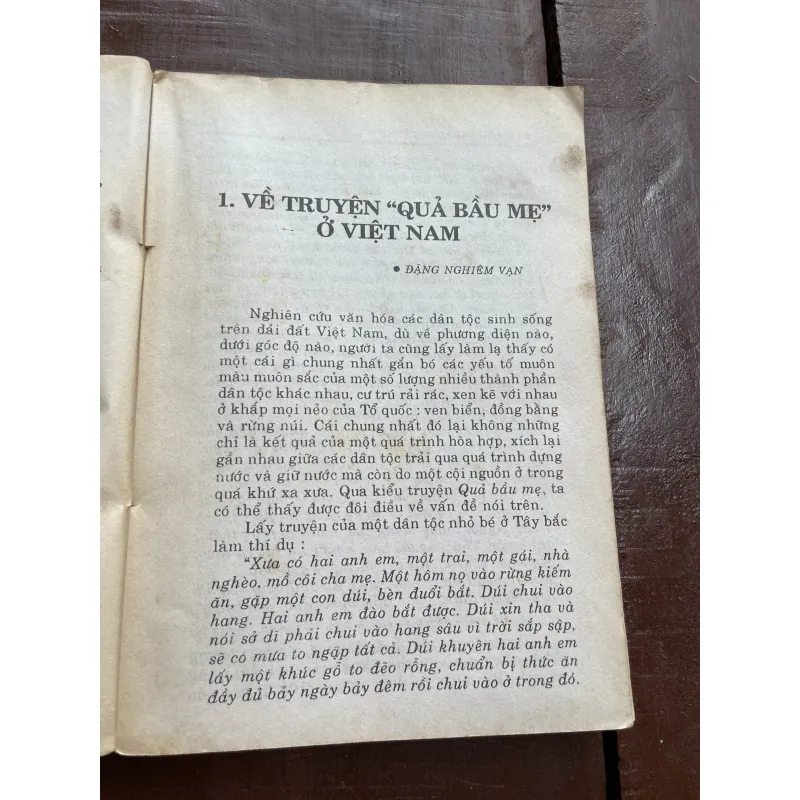 1. VỀ TRUYỆN “QUẢ BẦU MẸ”
Ở VIỆT NAM
● ĐẶNG NGHIÊM VẠN
Nghiên cứu văn hóa các dân tộc sinh sống
trên dải đất Việt Nam, dù về phương diện nào,
dưới góc độ nào, người ta cũng lấy làm lạ thấy có
một cái gì chung nhất gắn bó các yếu tố muôn
màu muôn sắc của một số lượng nhiều thành phần
dân tộc khác nhau, cư trú rải rác, xen kẽ với nhau
ở khắp mọi nẻo của Tổ quốc : ven biển, đồng bằng
và rừng núi. Cái chung nhất đó lại không những
chỉ là kết quả của một quá trình hòa hợp, xích lại
gần nhau giữa các dân tộc trải qua quá trình dựng
nước và giữ nước mà còn do một cội nguồn ở trong
quá khứ xa xưa. Qua kiểu truyện Quả bầu mẹ, ta
có thể thấy được đôi điều về vấn đề nói trên.
Lấy truyện của một dân tộc nhỏ bé ở Tây bắc
làm thí dụ :
“Xưa có hai anh em, một trai, một gái, nhà
nghèo, mồ côi cha mẹ. Một hôm nọ vào rừng kiếm
ăn, gặp một con dúi, bèn đuổi bắt. Dúi chui vào
hang. Hai anh em đào bắt được. Dúi xin tha và
nói sở dĩ phải chui vào hang sâu vì trời sắp sập,
sẽ có mưa to ngập tất cả. Dúi khuyên hai anh em
lấy một khúc gỗ to đẽo rỗng, chuẩn bị thức ăn
đầy đủ bảy ngày bảy đêm rồi chui vào ở trong đó.